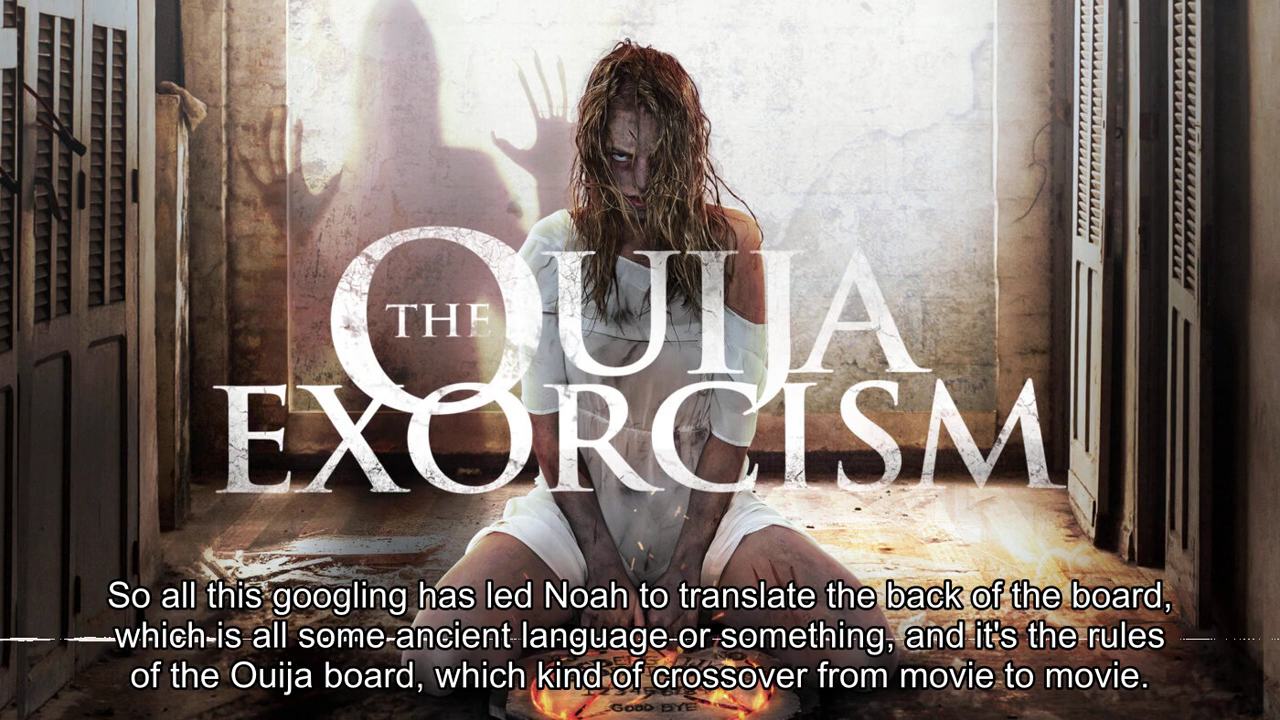 THE
OUIJA
EXORCISM
So all this googling has led Noah to translate the back of the board,
which is all some ancient language or something, and it's the rules
of the Ouija board, which kind of crossover from movie to movie.
GOOD BYE